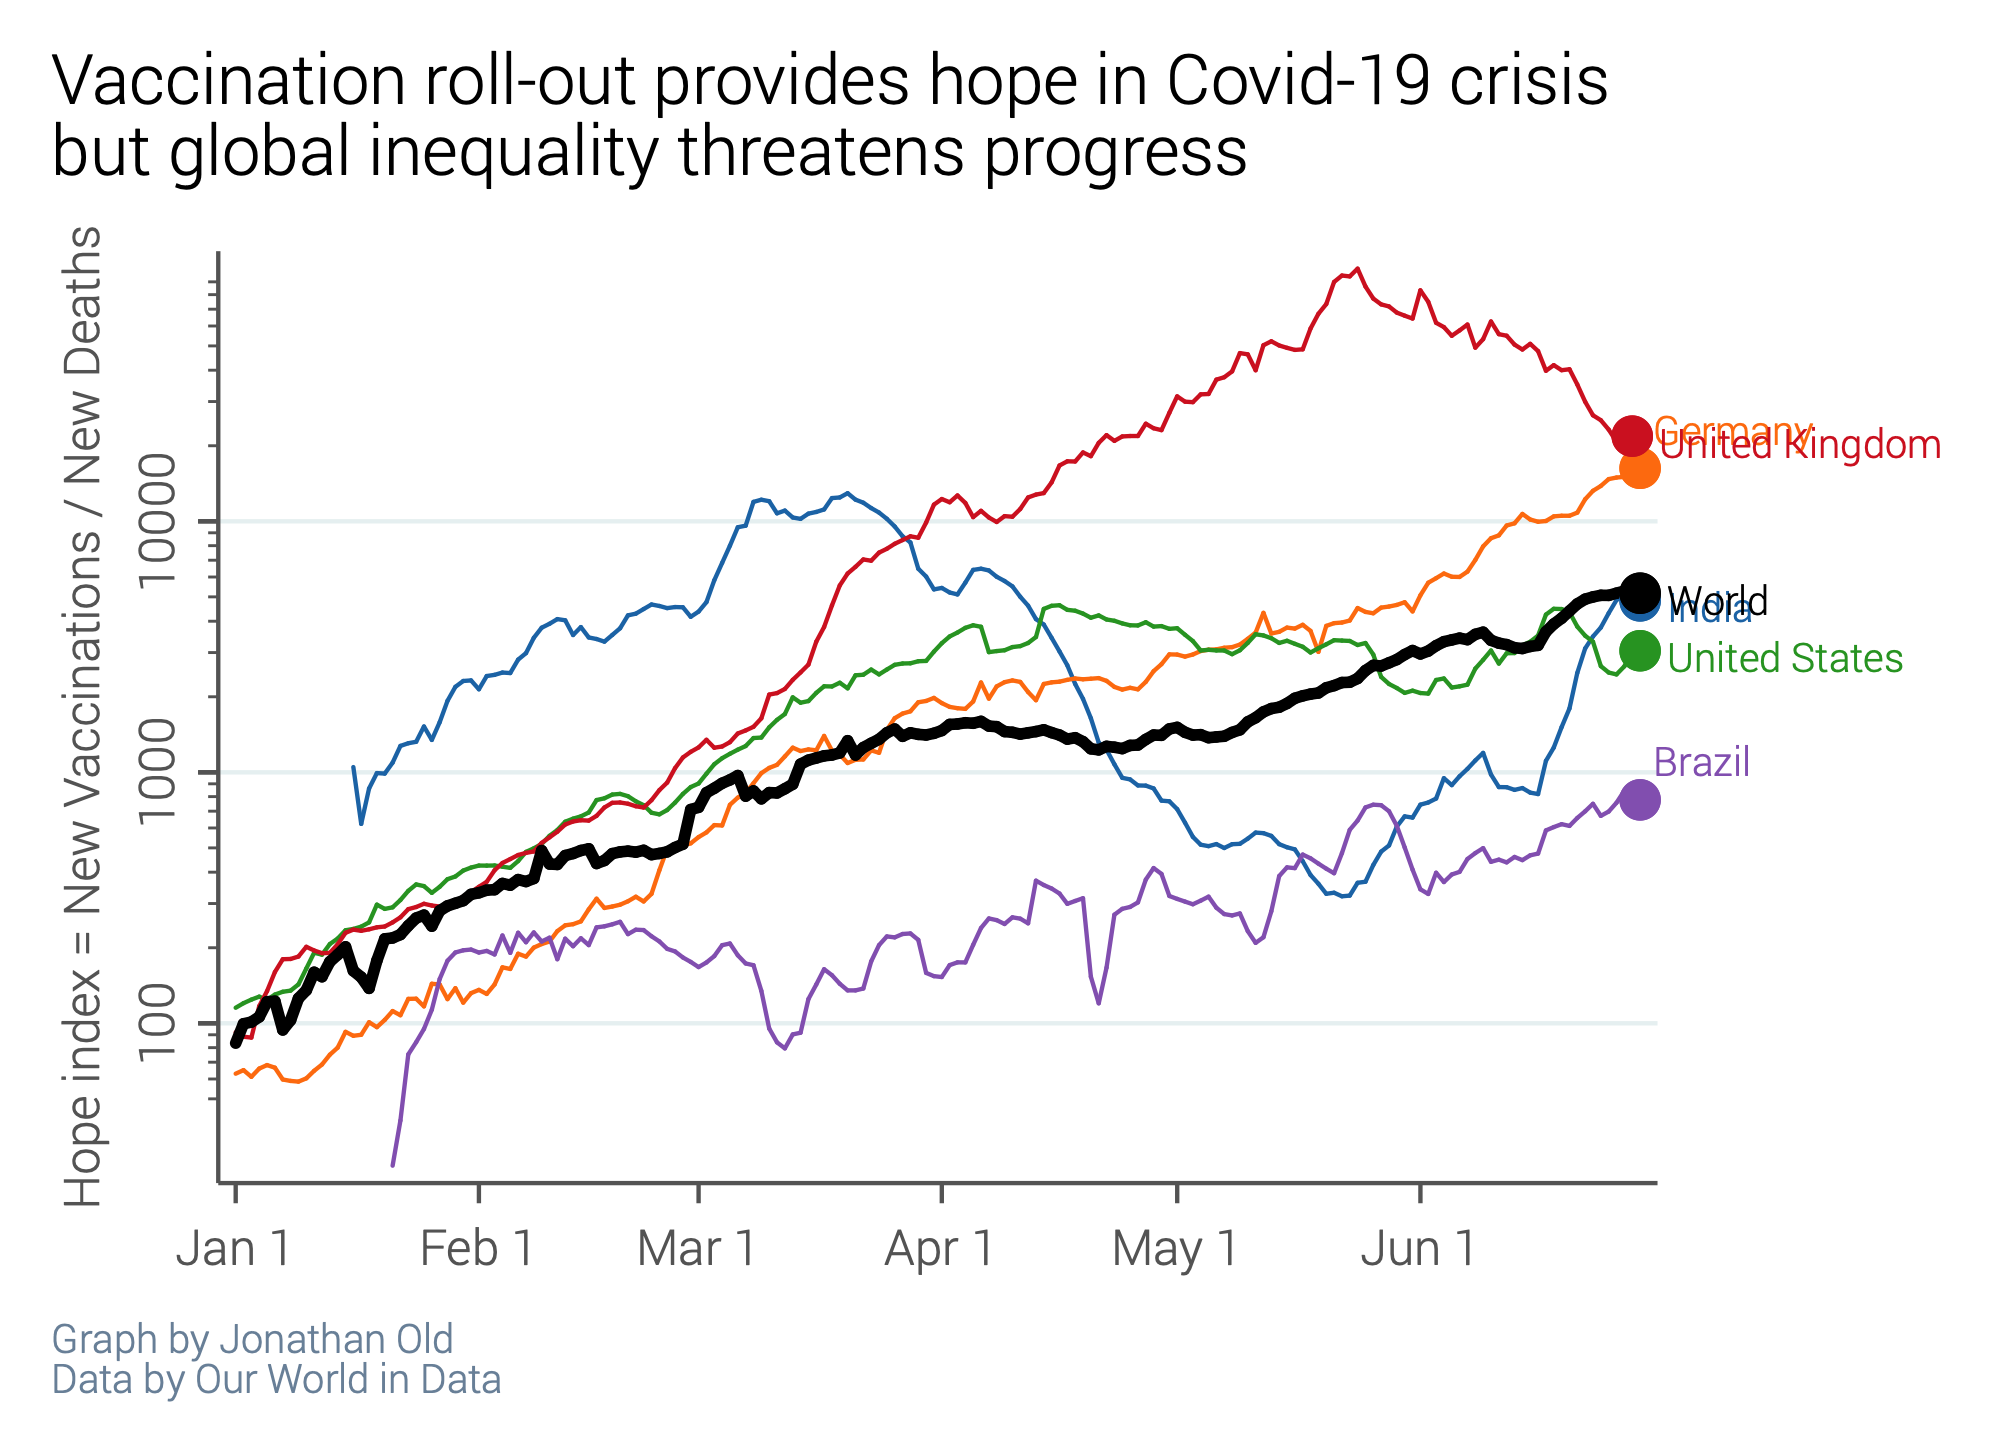 Vaccination roll-out provides hope in Covid-19 crisis
but global inequality threatens progress
Hope index = New Vaccinations / New Deaths
10000
1000
100
Germany
United Kingdom
World
India
United States
Brazil
Jan 1
Feb 1
Mar 1
Apr 1
May 1
Jun 1
Graph by Jonathan Old
Data by Our World in Data